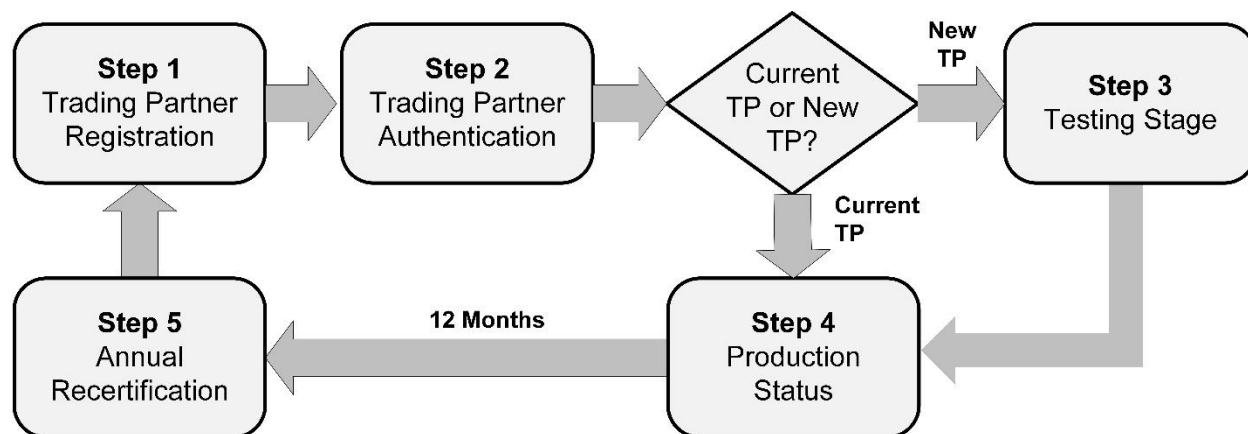 Step 1
Trading Partner
Registration
Step 2
Trading Partner
Authentication
Current
TP or New
TP?
New
TP
Step 3
Testing Stage
Current
TP
Step 4
Production
Status
12 Months
Step 5
Annual
Recertification